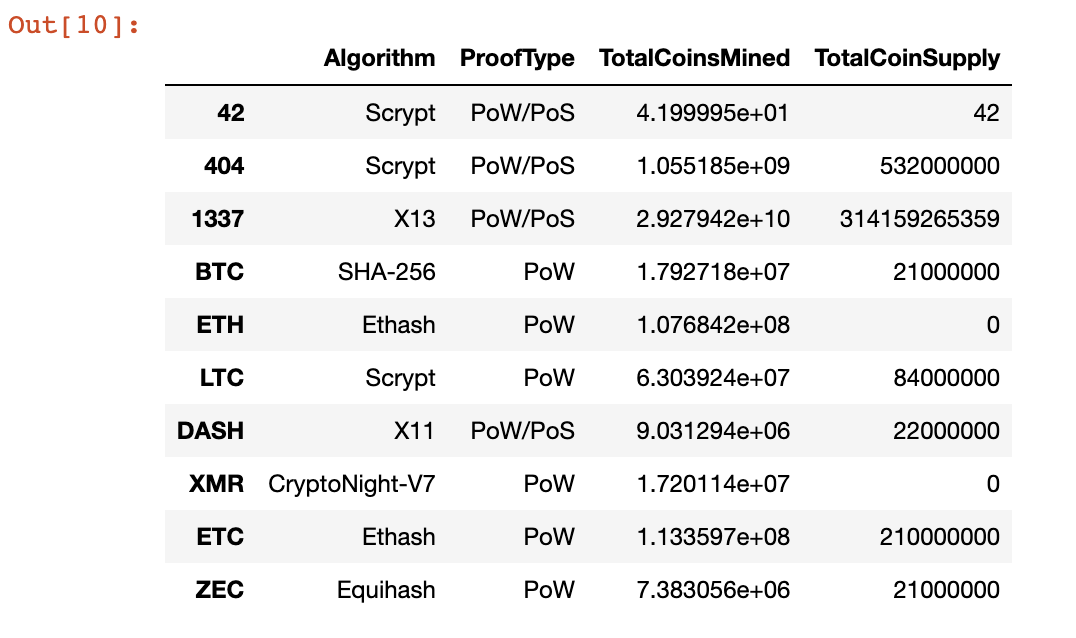 Out[10]:
Algorithm ProofType TotalCoinsMined TotalCoinSupply
42 Scrypt PoW/PoS 4.199995e+01 42
404 Scrypt PoW/PoS 1.055185e+09 532000000
1337 X13 PoW/PoS 2.927942e+10 314159265359
BTC SHA-256 PoW 1.792718e+07 21000000
ETH Ethash PoW 1.076842e+08 0
LTC Scrypt PoW 6.303924e+07 84000000
DASH X11 PoW/PoS 9.031294e+06 22000000
XMR CryptoNight-V7 PoW 1.720114e+07 0
ETC Ethash PoW 1.133597e+08 210000000
ZEC Equihash PoW 7.383056e+06 21000000